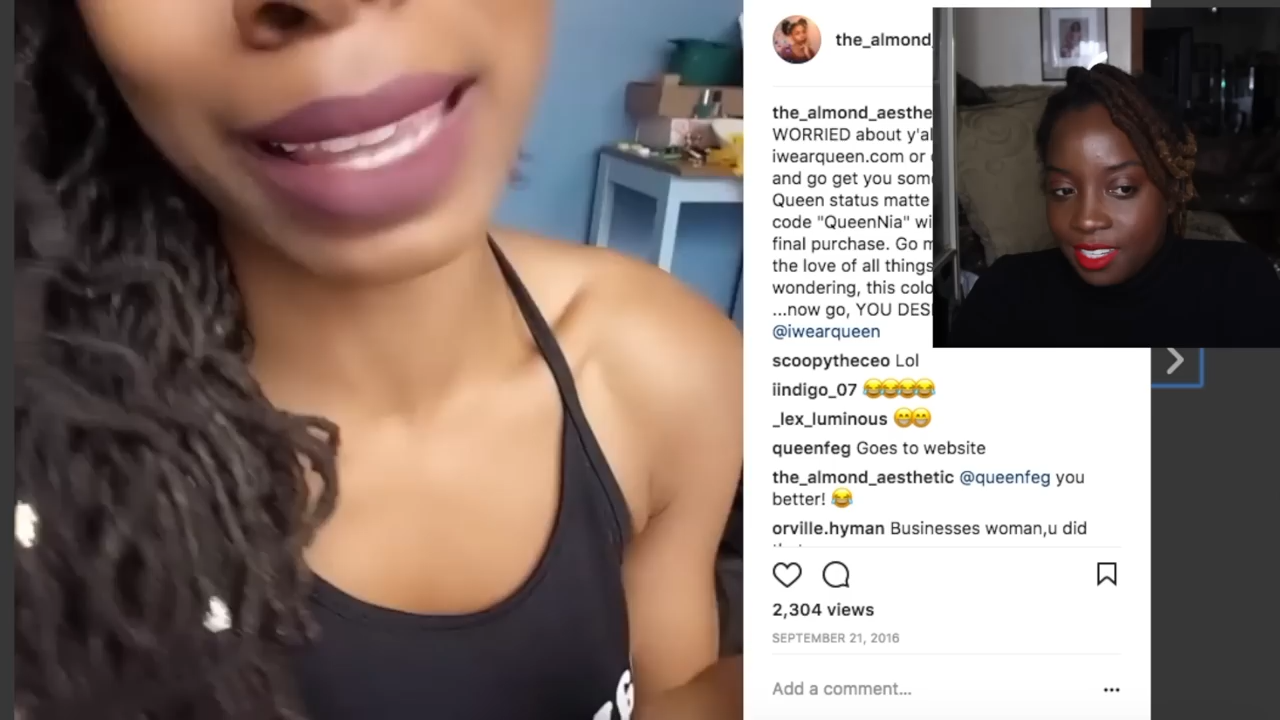 the_almond_
the_almond_aesthe
WORRIED about y'al
iwearqueen.com or
and go get you som
Queen status matte
code "QueenNia" wi
final purchase. Go m
the love of all things
wondering, this colo
...now go, YOU DES
@iwearqueen
scoopytheceo Lol
iindigo_07 😂😂😂😂
_lex_luminous 😁😁
queenfeg Goes to website
the_almond_aesthetic @queenfeg you
better! 😂
orville.hyman Businesses woman,u did
2,304 views
SEPTEMBER 21, 2016
Add a comment...